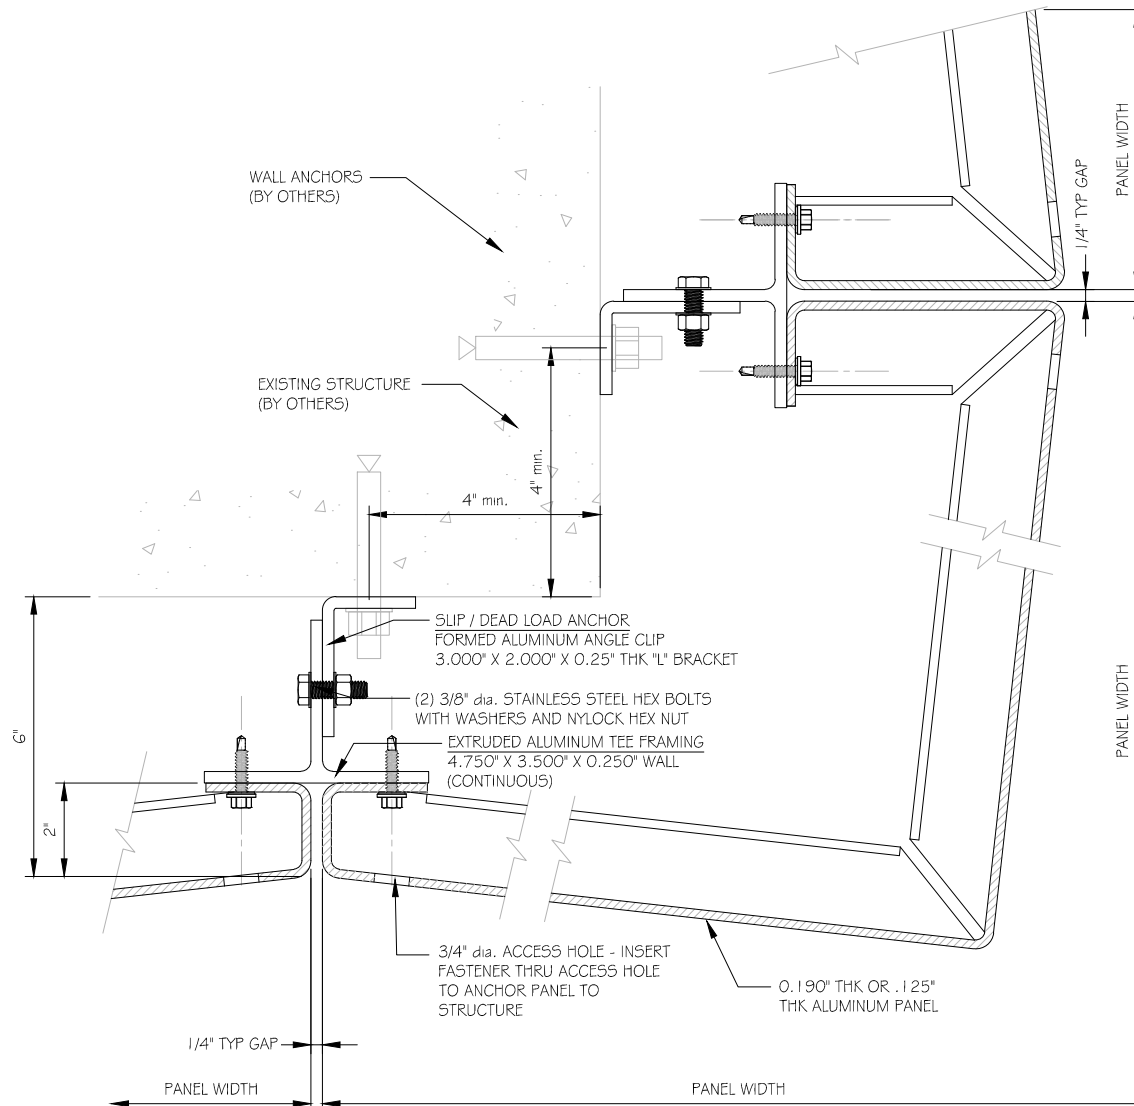 PANEL WIDTH
1/4" TYP GAP
WALL ANCHORS
(BY OTHERS)
EXISTING STRUCTURE
(BY OTHERS)
4" min.
4" min.
SLIP / DEAD LOAD ANCHOR
FORMED ALUMINUM ANGLE CLIP
3.000" X 2.000" X 0.25" THK "L" BRACKET
(2) 3/8" dia. STAINLESS STEEL HEX BOLTS
WITH WASHERS AND NYLOCK HEX NUT
EXTRUDED ALUMINUM TEE FRAMING
4.750" X 3.500" X 0.250" WALL
(CONTINUOUS)
6"
2"
PANEL WIDTH
3/4" dia. ACCESS HOLE - INSERT
FASTENER THRU ACCESS HOLE
TO ANCHOR PANEL TO
STRUCTURE
0.190" THK OR .125"
THK ALUMINUM PANEL
1/4" TYP GAP
PANEL WIDTH
PANEL WIDTH